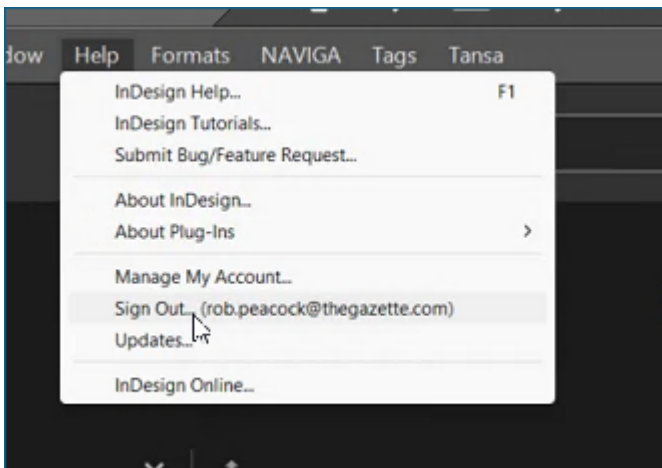 Help Formats NAVIGA Tags Tansa
InDesign Help... F1
InDesign Tutorials...
Submit Bug/Feature Request...
About InDesign...
About Plug-Ins
Manage My Account...
Sign Out... (rob.peacock@thegazette.com)
Updates...
InDesign Online...